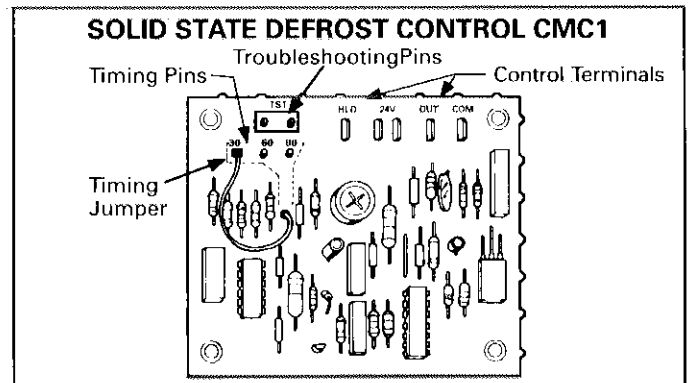 SOLID STATE DEFROST CONTROL CMC1
TroubleshootingPins
Timing Pins
Control Terminals
TST
HLD 24V OUT COM
30 60 90
Timing
Jumper